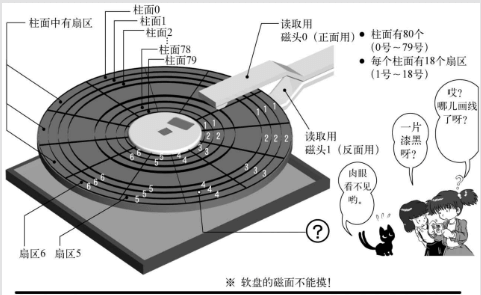 柱面0
柱面1
柱面2
⋮
柱面78
柱面79
柱面中有扇区
读取用
磁头0（正面用）
● 柱面有80个
（0号~79号）
● 每个柱面有18个扇区
（1号~18号）
读取用
磁头1（反面用）
1 1 1 1 1
2 2 2 2 2
3 3 3 3 3
4 4 4
5 5 5 5 5
6 6 6 6 6
扇区6
扇区5
?
哎？
哪儿画线
了呀？
一片
漆黑
呀？
肉眼
看不见
哟。
※ 软盘的磁面不能摸！